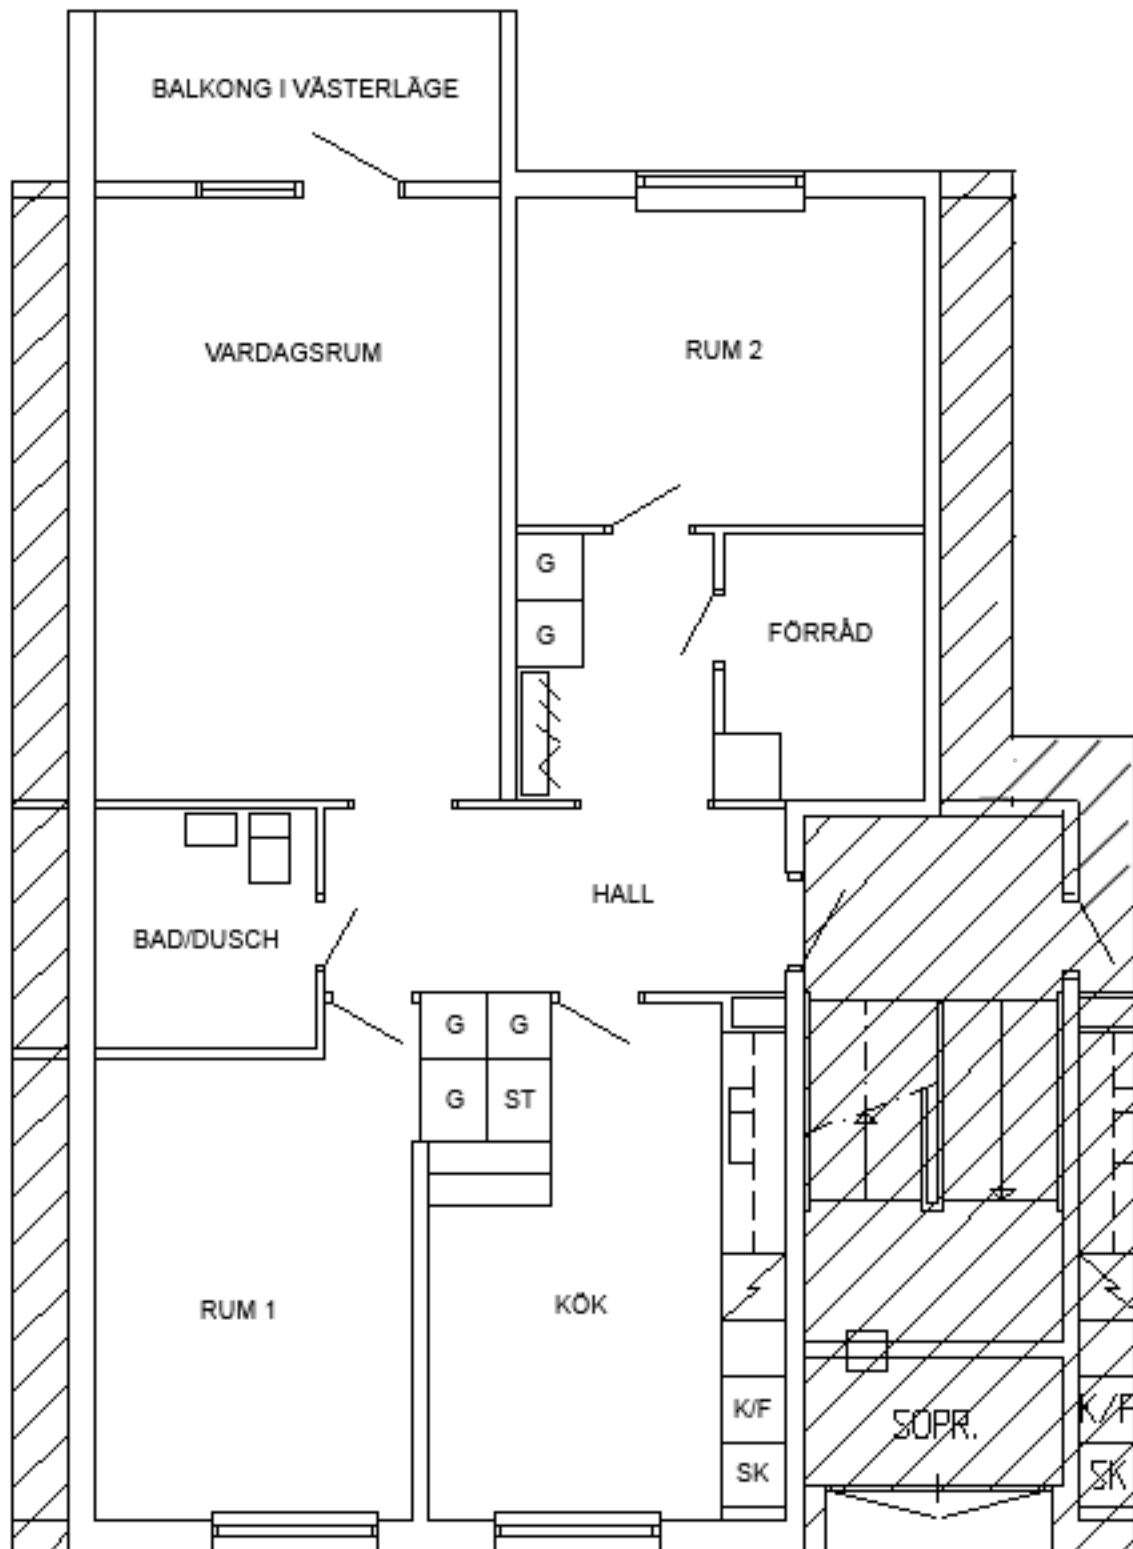 BALKONG I VÄSTERLÄGE
VARDAGSRUM
RUM 2
G
G
FÖRRÅD
HALL
BAD/DUSCH
G
G
G
ST
RUM 1
KÖK
K/F
SK
SOPR.
K/F
SK